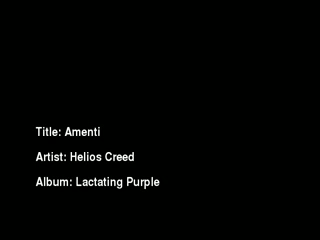 Title: Amenti
Artist: Helios Creed
Album: Lactating Purple